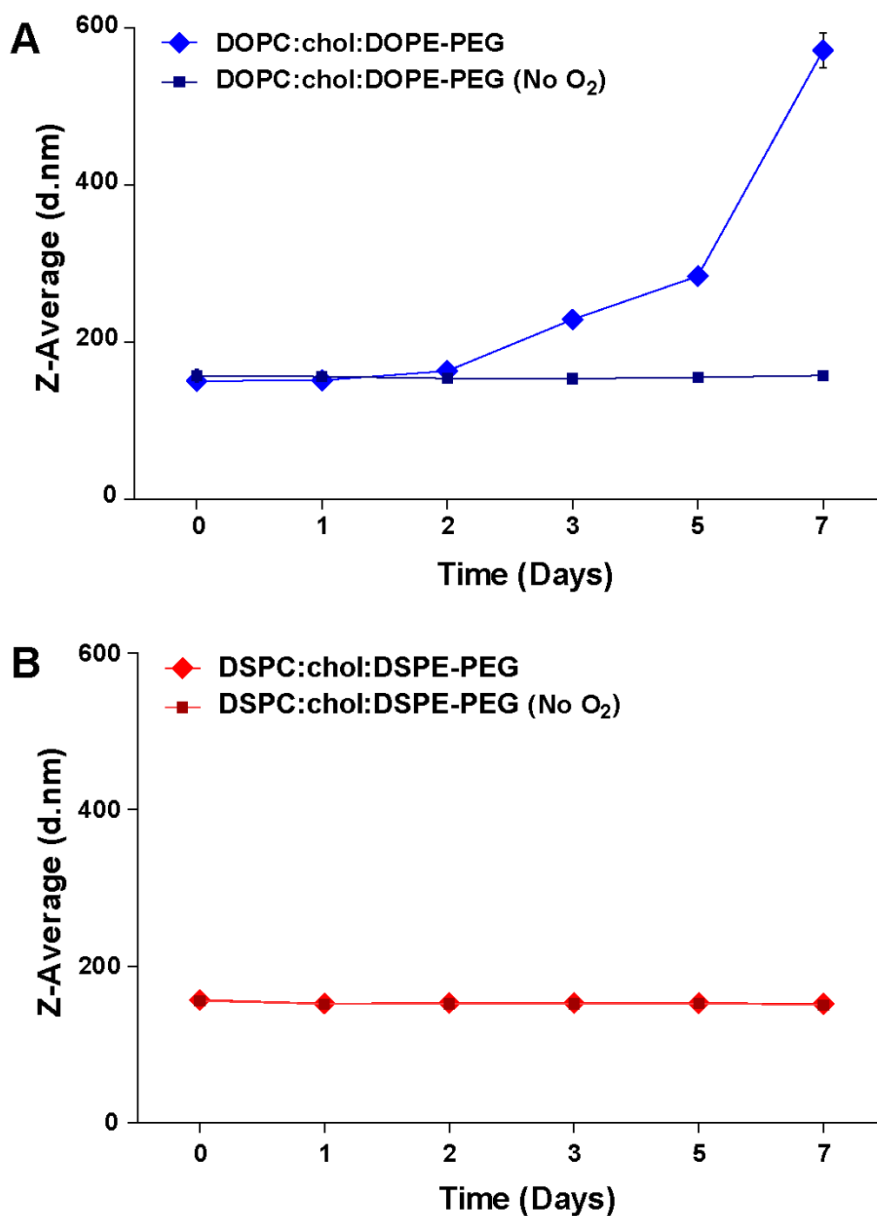 A
DOPC:chol:DOPE-PEG
DOPC:chol:DOPE-PEG (No O₂)
Z-Average (d.nm)
600
400
200
0
0 1 2 3 5 7
Time (Days)
B
DSPC:chol:DSPE-PEG
DSPC:chol:DSPE-PEG (No O₂)
Z-Average (d.nm)
600
400
200
0
0 1 2 3 5 7
Time (Days)